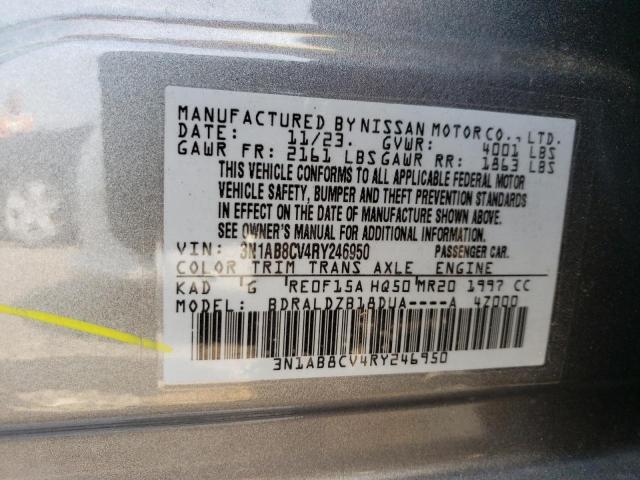 MANUFACTURED BY NISSAN MOTOR CO., LTD.
DATE: 11/23. GVWR: 4001 LBS
GAWR FR: 2161 LBS GAWR RR: 1863 LBS
THIS VEHICLE CONFORMS TO ALL APPLICABLE FEDERAL MOTOR
VEHICLE SAFETY, BUMPER AND THEFT PREVENTION STANDARDS
IN EFFECT ON THE DATE OF MANUFACTURE SHOWN ABOVE.
SEE OWNER'S MANUAL FOR ADDITIONAL INFORMATION.
VIN: 3N1AB8CV4RY246950 PASSENGER CAR.
COLOR TRIM TRANS AXLE ENGINE
KAD G RE0F15A HQ50 MR20 1997 CC
MODEL: BDRALDZB18DUA----A 4Z000
3N1AB8CV4RY246950